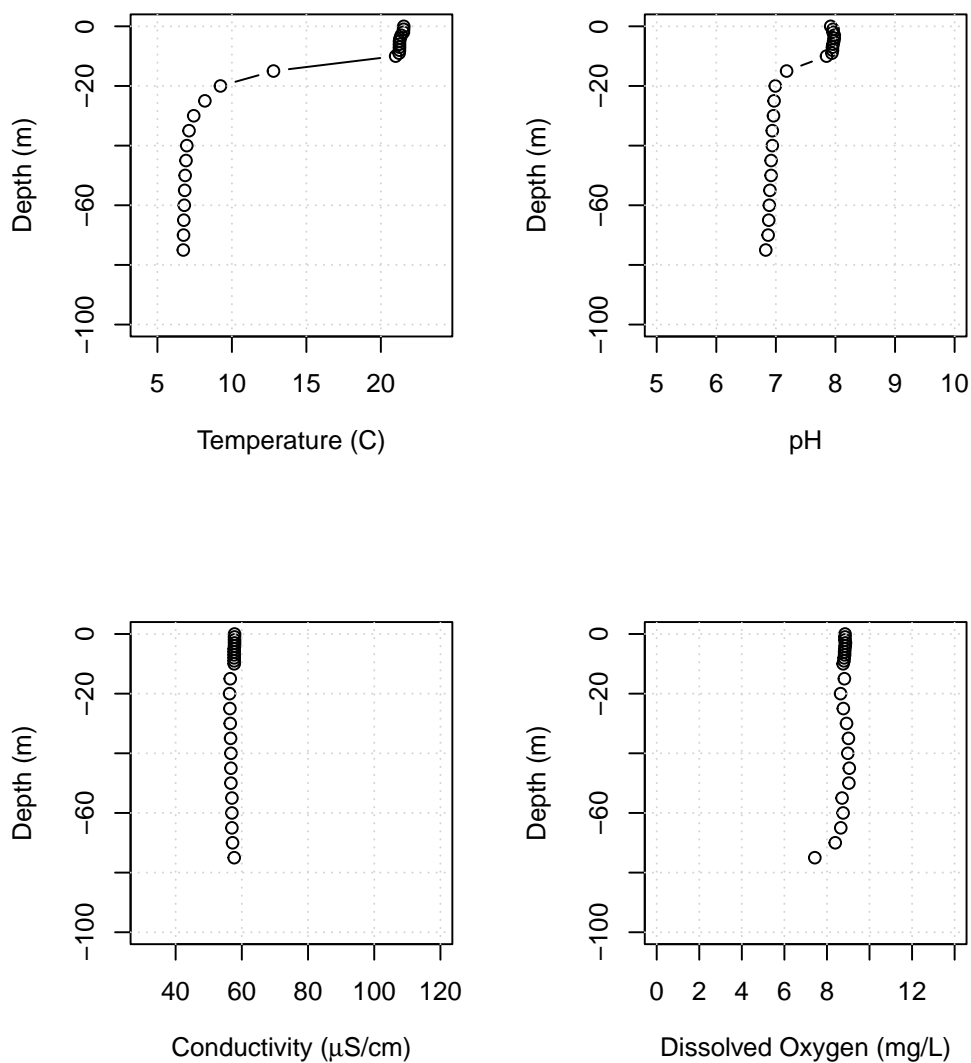 0
−20
−60
−100
Depth (m)
5 10 15 20
Temperature (C)
0
−20
−60
−100
Depth (m)
5 6 7 8 9 10
pH
0
−20
−60
−100
Depth (m)
40 60 80 100 120
Conductivity (μS/cm)
0
−20
−60
−100
Depth (m)
0 2 4 6 8 12
Dissolved Oxygen (mg/L)